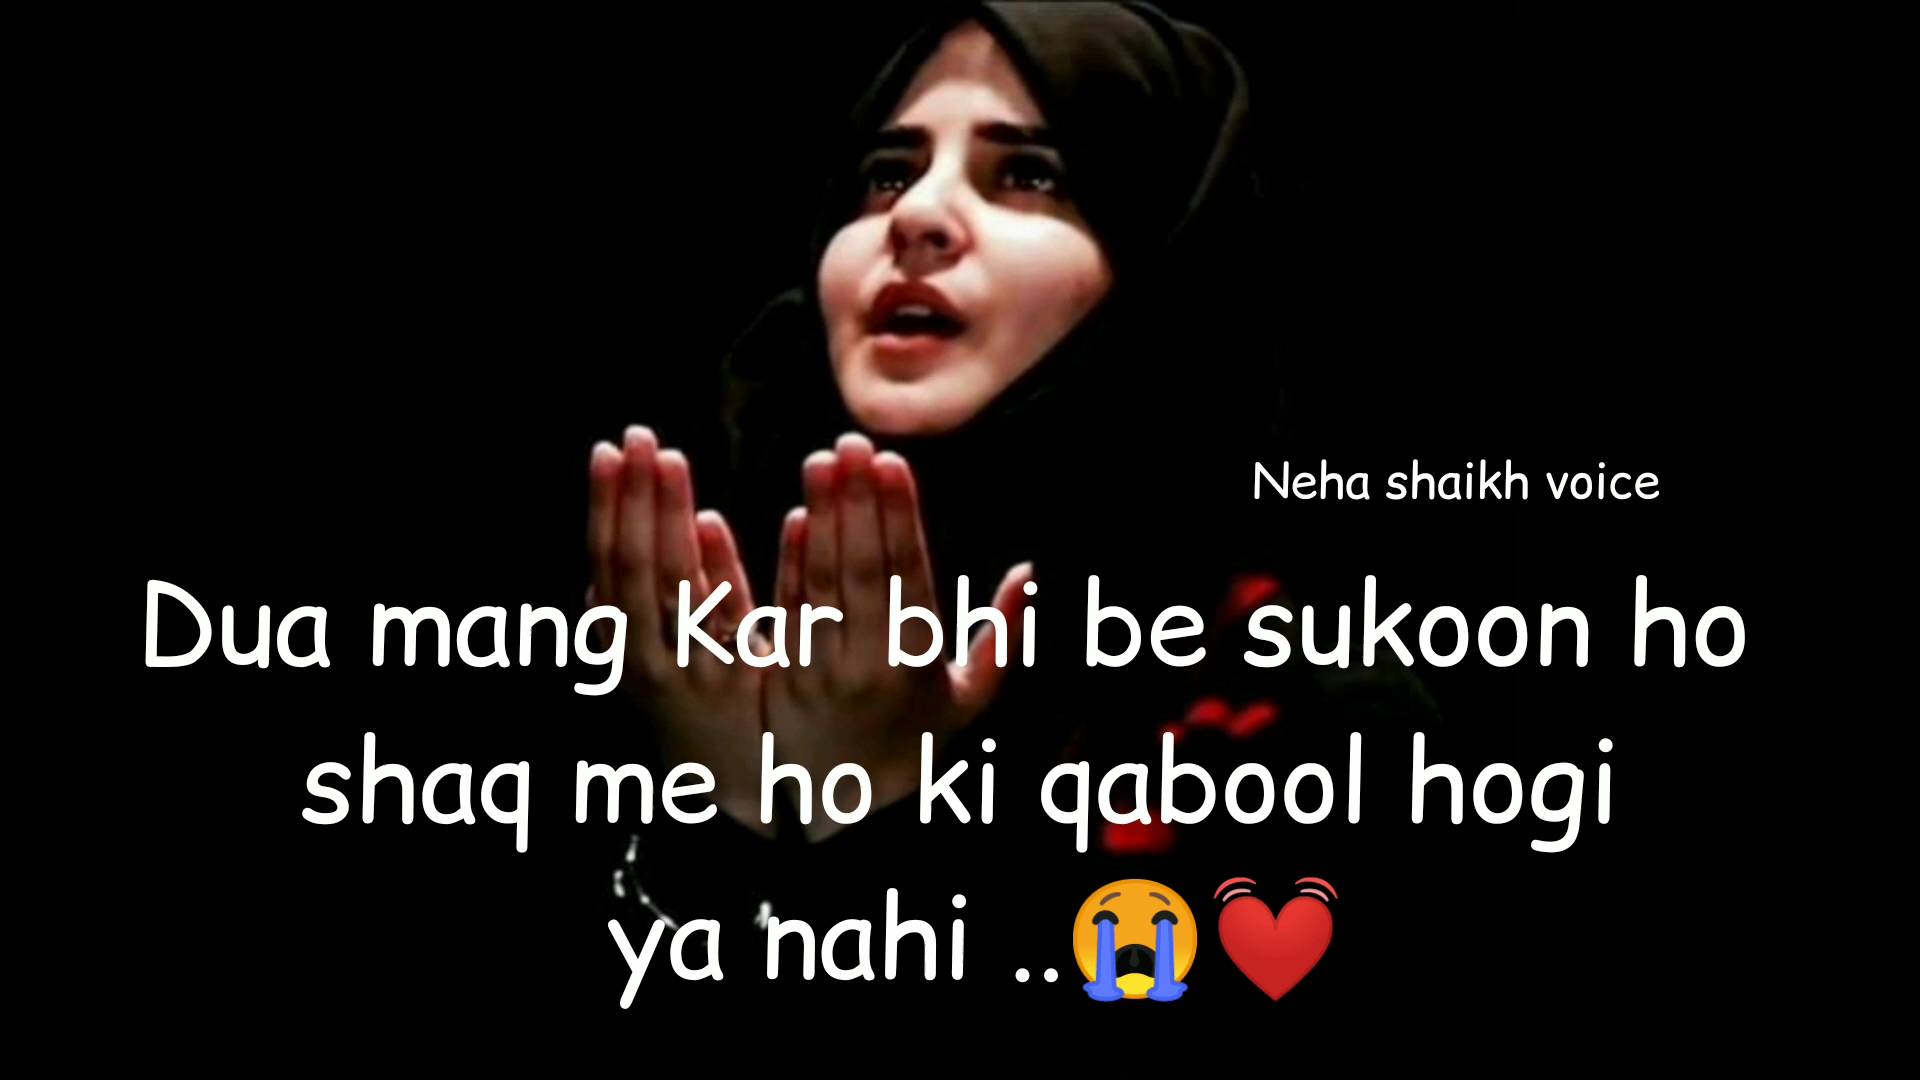 Neha shaikh voice
Dua mang Kar bhi be sukoon ho
shaq me ho ki qabool hogi
ya nahi ..😭💓